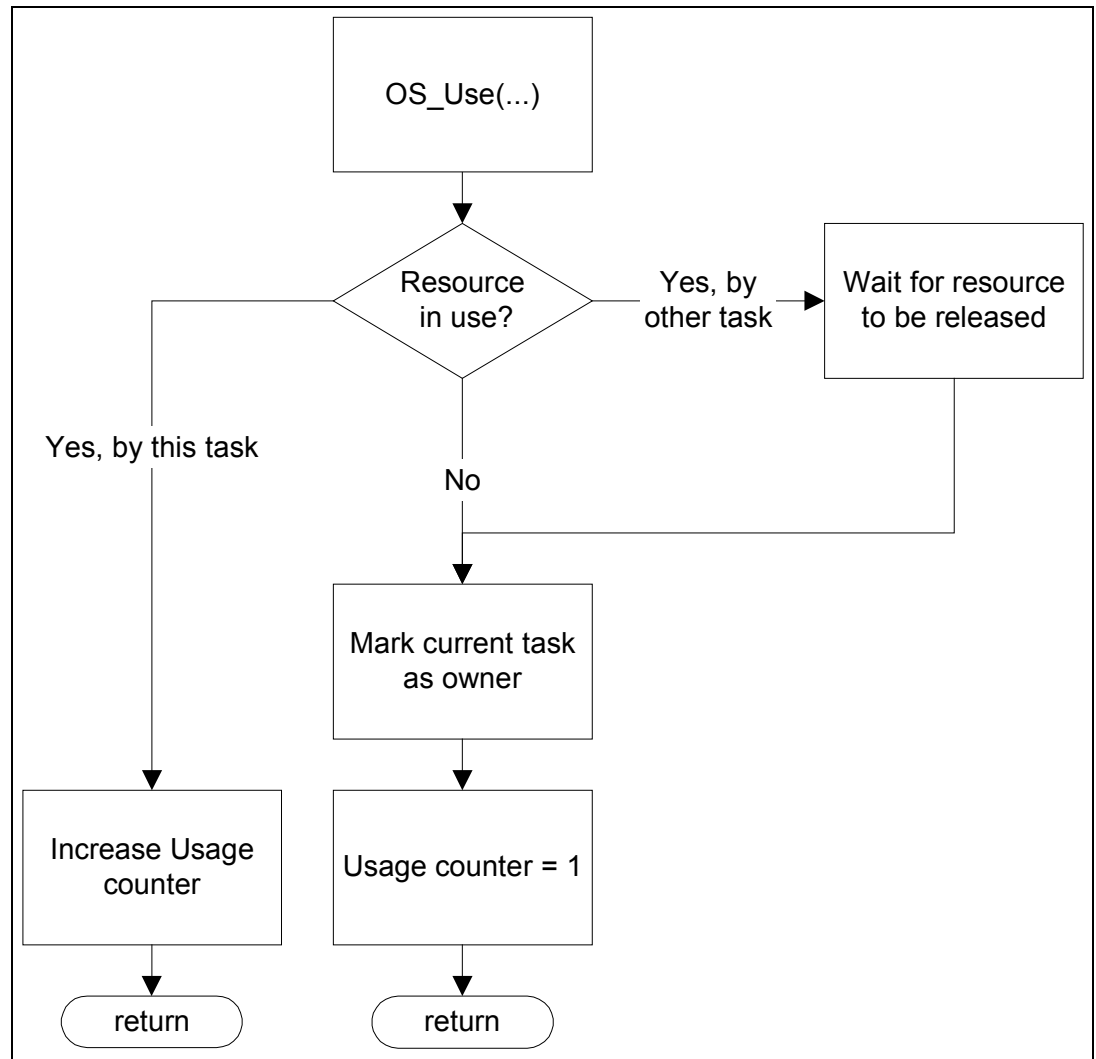 OS_Use(...)
Resource
in use?
Yes, by
other task
Wait for resource
to be released
Yes, by this task
No
Mark current task
as owner
Increase Usage
counter
Usage counter = 1
return
return